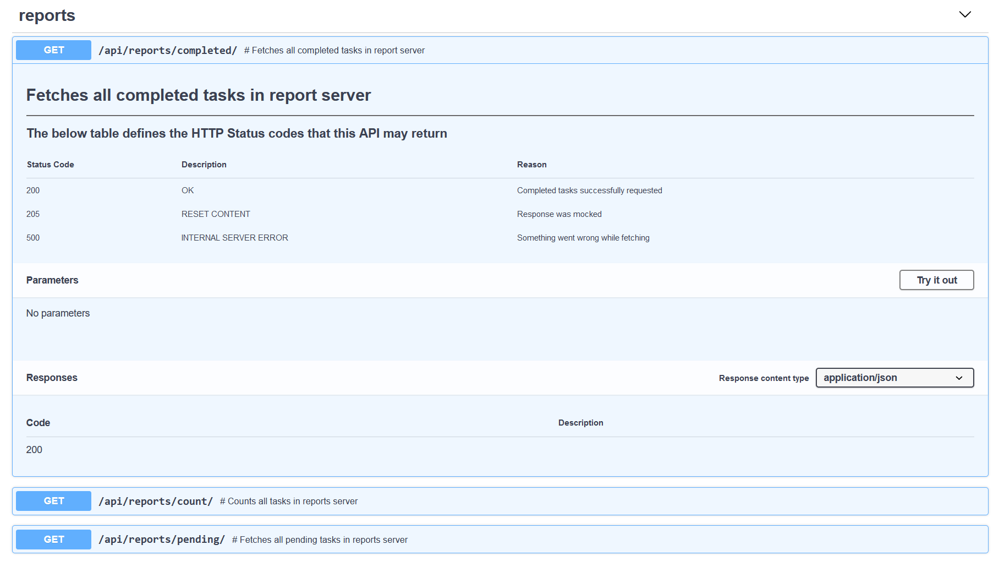 reports
GET /api/reports/completed/ # Fetches all completed tasks in report server
Fetches all completed tasks in report server
The below table defines the HTTP Status codes that this API may return
Status Code Description Reason
200 OK Completed tasks successfully requested
205 RESET CONTENT Response was mocked
500 INTERNAL SERVER ERROR Something went wrong while fetching
Parameters Try it out
No parameters
Responses Response content type application/json
Code Description
200
GET /api/reports/count/ # Counts all tasks in reports server
GET /api/reports/pending/ # Fetches all pending tasks in reports server